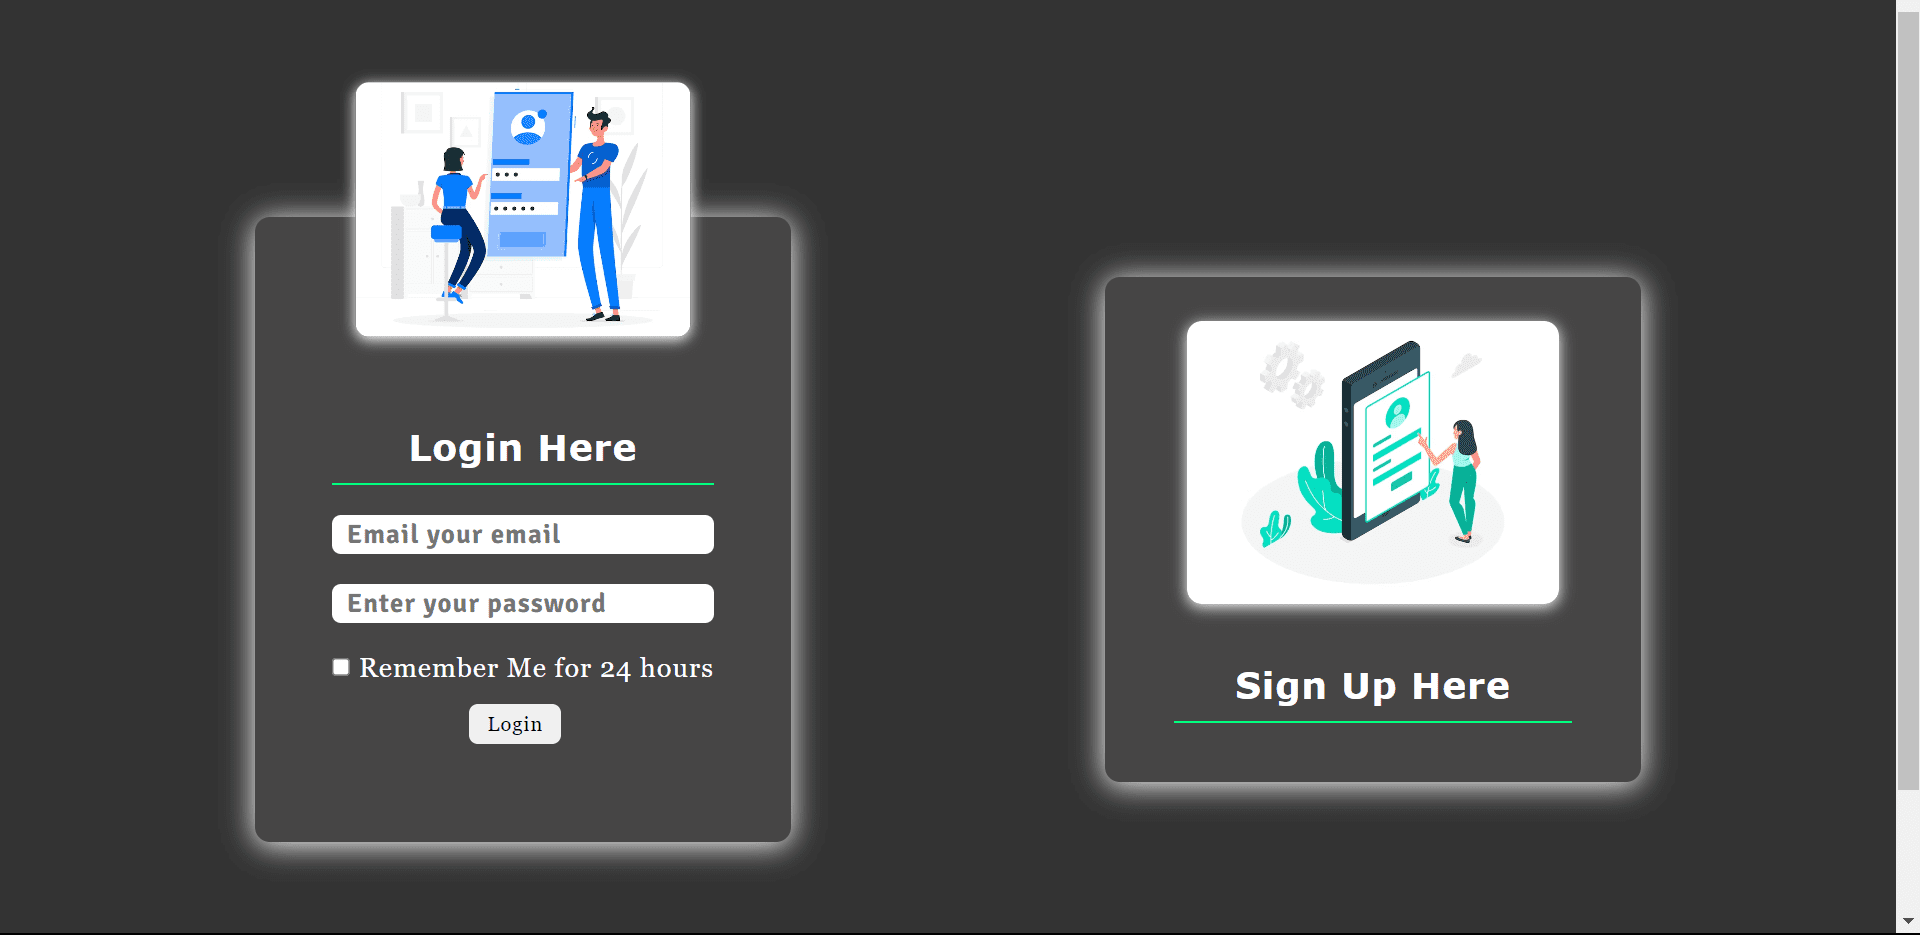 Login Here
Email your email
Enter your password
Remember Me for 24 hours
Login
Sign Up Here